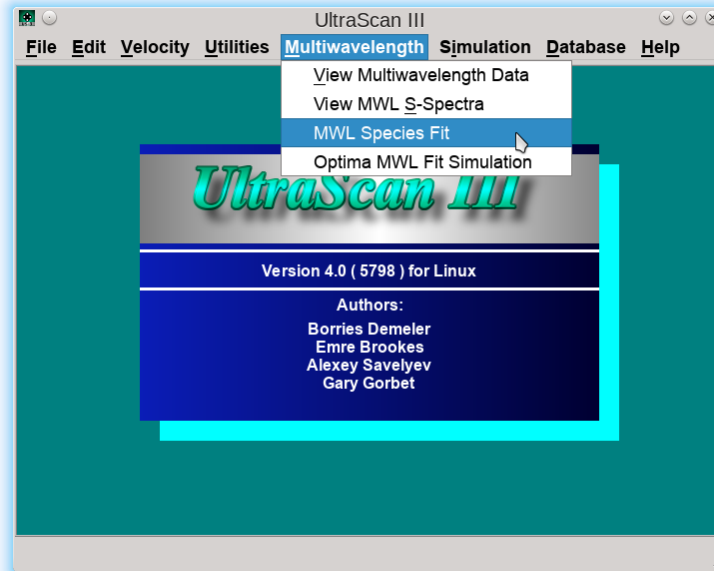 UltraScan III
File Edit Velocity Utilities Multiwavelength Simulation Database Help
View Multiwavelength Data
View MWL S-Spectra
MWL Species Fit
Optima MWL Fit Simulation
UltraScan III
Version 4.0 ( 5798 ) for Linux
Authors:
Borries Demeler
Emre Brookes
Alexey Savelyev
Gary Gorbet